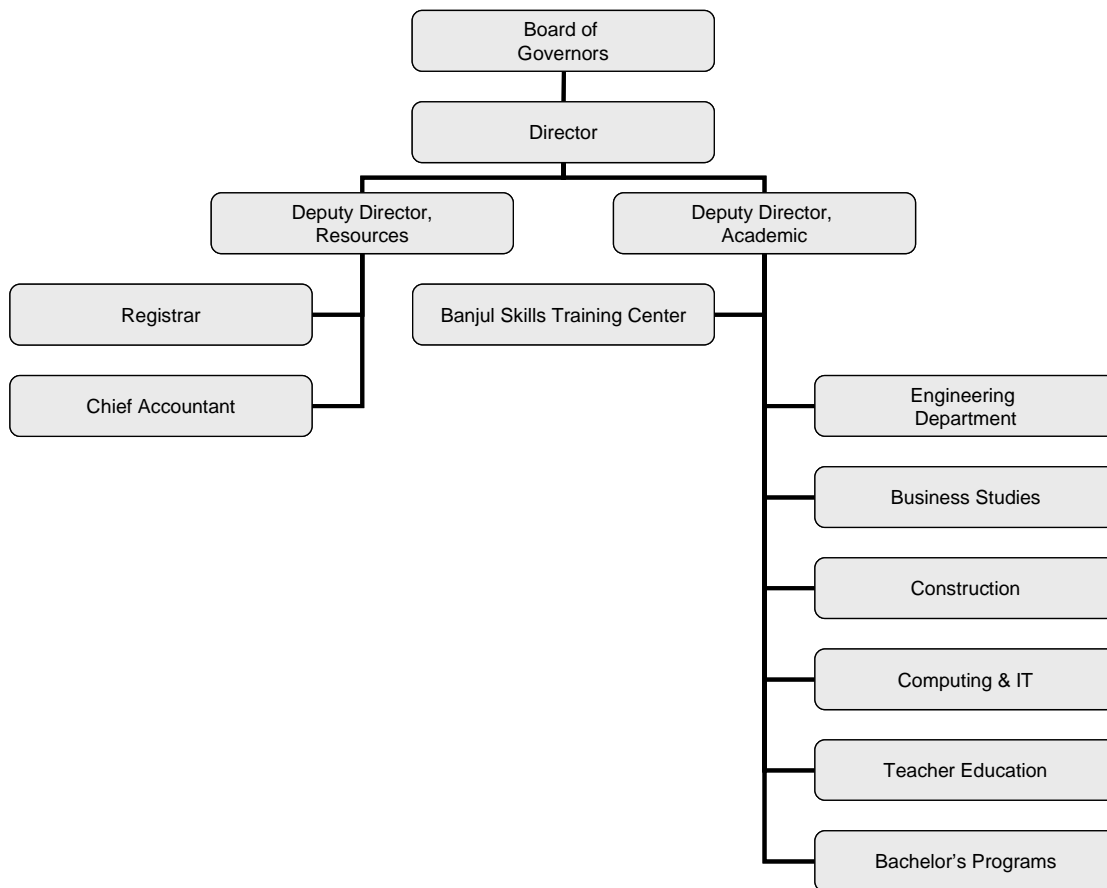 Board of
Governors
Director
Deputy Director,
Resources
Deputy Director,
Academic
Registrar
Banjul Skills Training Center
Chief Accountant
Engineering
Department
Business Studies
Construction
Computing & IT
Teacher Education
Bachelor’s Programs